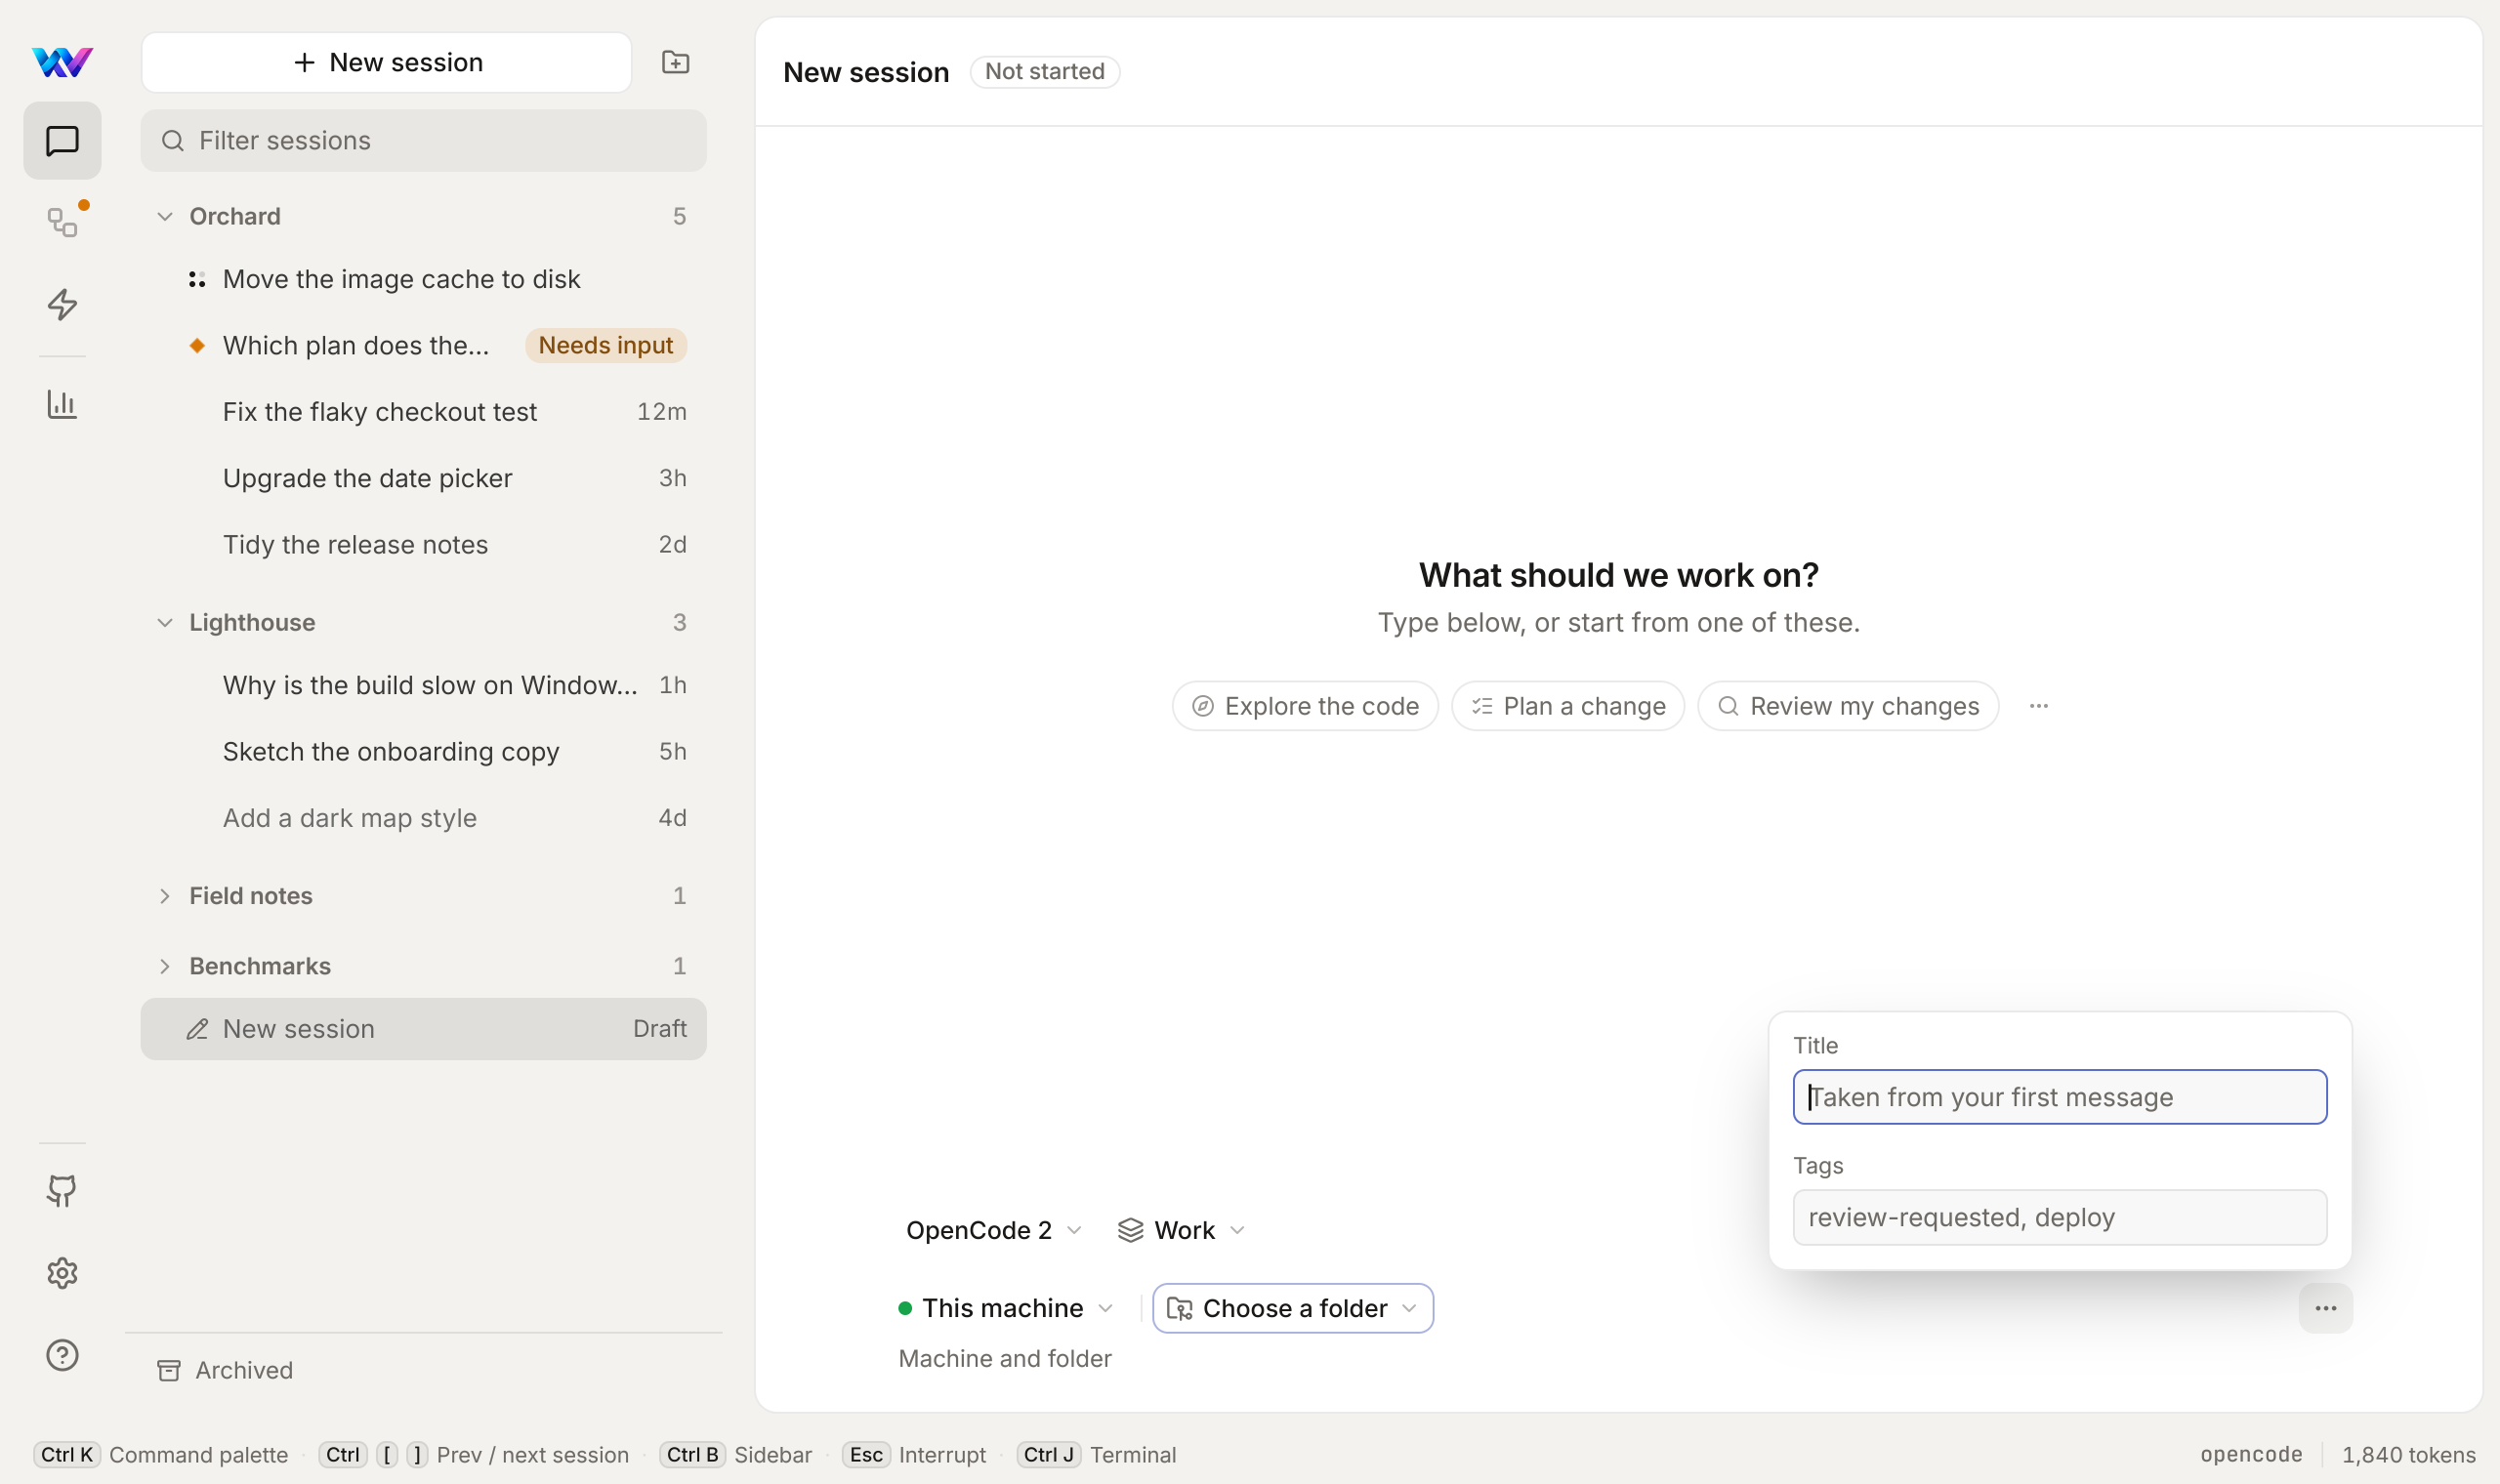 New session
Filter sessions
Orchard 5
Move the image cache to disk
Which plan does the... Needs input
Fix the flaky checkout test 12m
Upgrade the date picker 3h
Tidy the release notes 2d
Lighthouse 3
Why is the build slow on Window... 1h
Sketch the onboarding copy 5h
Add a dark map style 4d
Field notes 1
Benchmarks 1
New session Draft
Archived
New session Not started
What should we work on?
Type below, or start from one of these.
Explore the code Plan a change Review my changes
Title
Taken from your first message
Tags
review-requested, deploy
OpenCode 2 Work
This machine Choose a folder
Machine and folder
Ctrl K Command palette · Ctrl [ ] Prev / next session · Ctrl B Sidebar · Esc Interrupt · Ctrl J Terminal
opencode 1,840 tokens